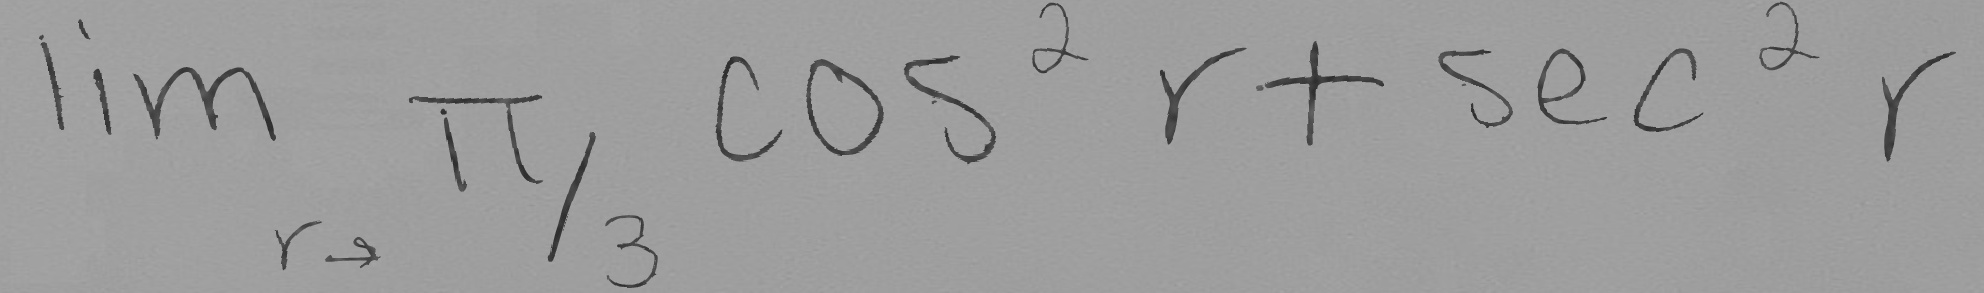 lim r→ π/3 cos² r + sec² r